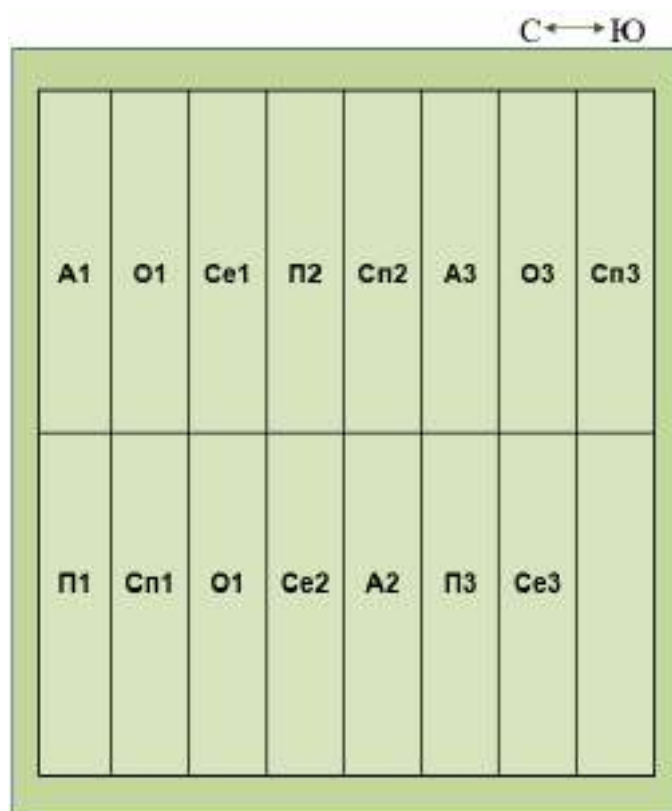 С ⟷ Ю
А1 О1 Се1 П2 Сп2 А3 О3 Сп3
П1 Сп1 О1 Се2 А2 П3 Се3